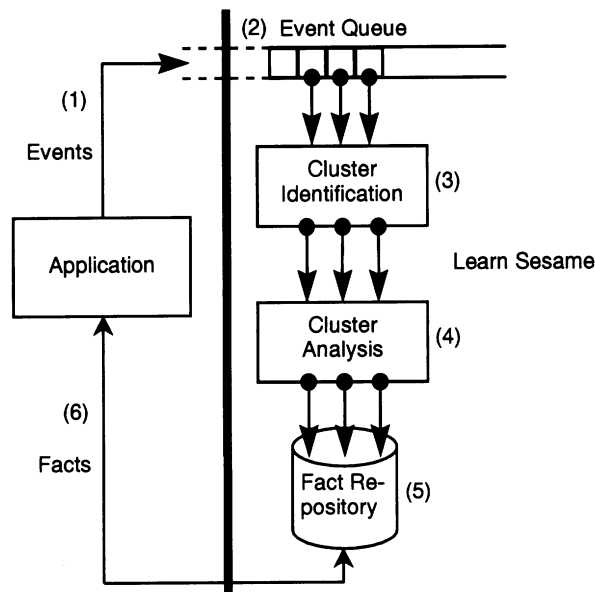 (2) Event Queue
(1)
Events
Cluster
Identification
(3)
Application
Learn Sesame
Cluster
Analysis
(4)
(6)
Facts
Fact Re-
pository
(5)